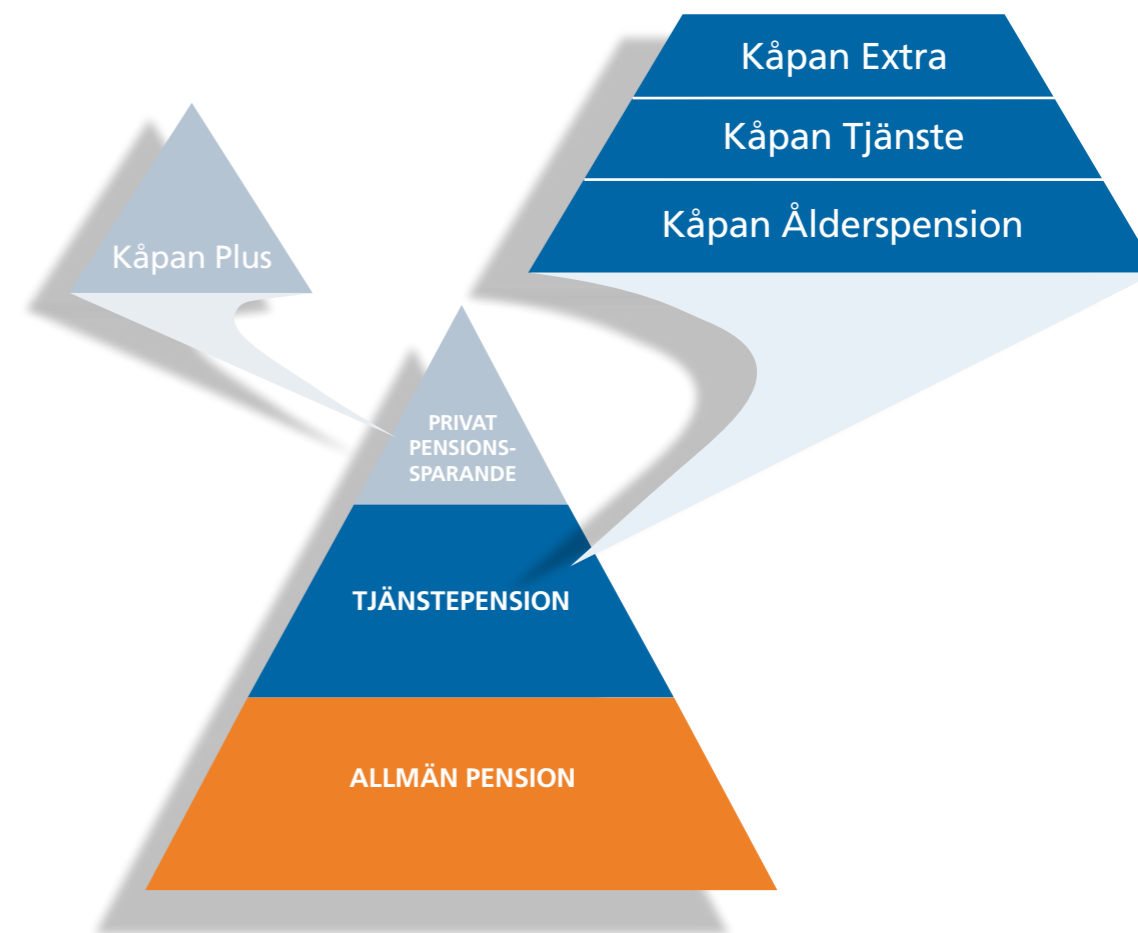 Kåpan Extra
Kåpan Tjänste
Kåpan Ålderspension
Kåpan Plus
PRIVAT
PENSIONS-
SPARANDE
TJÄNSTEPENSION
ALLMÄN PENSION